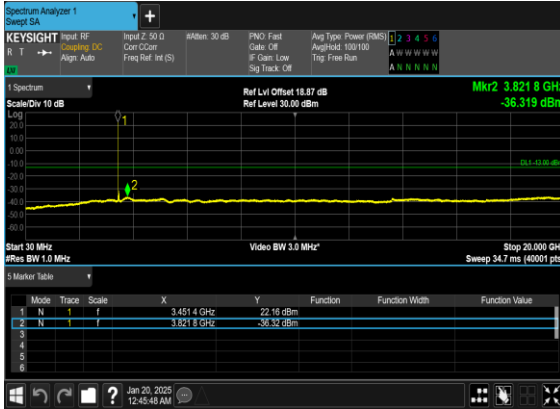 Spectrum Analyzer 1
Swept SA
+
KEYSIGHT Input: RF Input Z: 50 Ω #Atten: 30 dB PNO: Fast Avg Type: Power (RMS) 1 2 3 4 5 6
R T Coupling: DC Corr CCorr Gate: Off Avg|Hold: 100/100 A W W W W W
Align: Auto Freq Ref: Int (S) IF Gain: Low Trig: Free Run
Sig Track: Off A N N N N N
1 Spectrum Ref Lvl Offset 18.87 dB Mkr2 3.821 8 GHz
Scale/Div 10 dB Ref Level 30.00 dBm -36.319 dBm
Log
20.0
10.0
0.00
-10.0
-20.0
-30.0
-40.0
-50.0
-60.0
1
2
DL1 -13.00 dBm
Start 30 MHz Video BW 3.0 MHz* Stop 20.000 GHz
#Res BW 1.0 MHz Sweep 34.7 ms (40001 pts)
5 Marker Table
Mode Trace Scale X Y Function Function Width Function Value
1 N 1 f 3.451 4 GHz 22.16 dBm
2 N 1 f 3.821 8 GHz -36.32 dBm
3
4
5
6
? Jan 20, 2025
12:45:48 AM